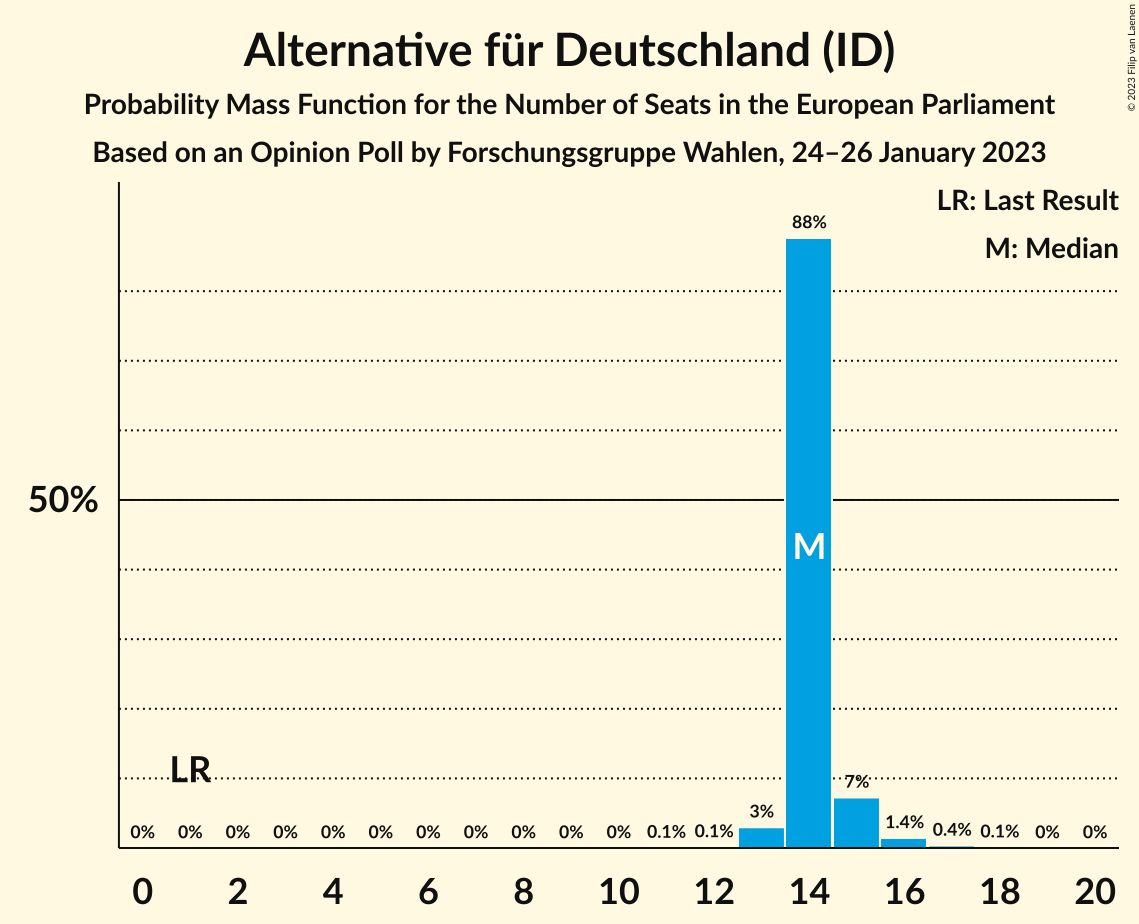 Alternative für Deutschland (ID)
Probability Mass Function for the Number of Seats in the European Parliament
Based on an Opinion Poll by Forschungsgruppe Wahlen, 24–26 January 2023
© 2023 Filip van Laenen
LR: Last Result
M: Median
88%
50%
M
LR
7%
3%
0% 0% 0% 0% 0% 0% 0% 0% 0% 0% 0% 0.1% 0.1% 1.4% 0.4% 0.1% 0% 0%
0 2 4 6 8 10 12 14 16 18 20